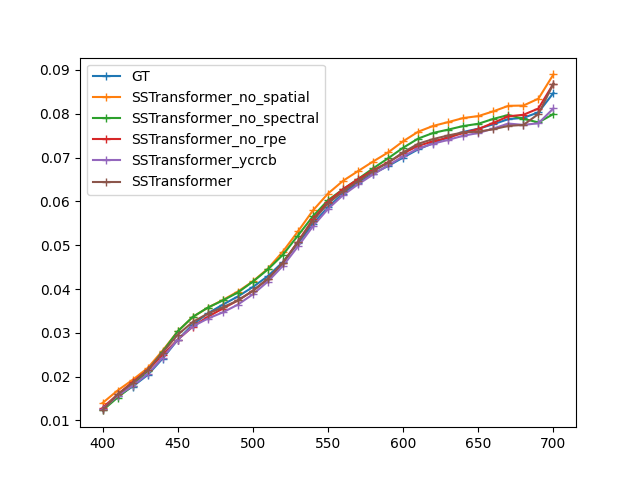 GT
SSTransformer_no_spatial
SSTransformer_no_spectral
SSTransformer_no_rpe
SSTransformer_ycrcb
SSTransformer
0.09
0.08
0.07
0.06
0.05
0.04
0.03
0.02
0.01
400 450 500 550 600 650 700